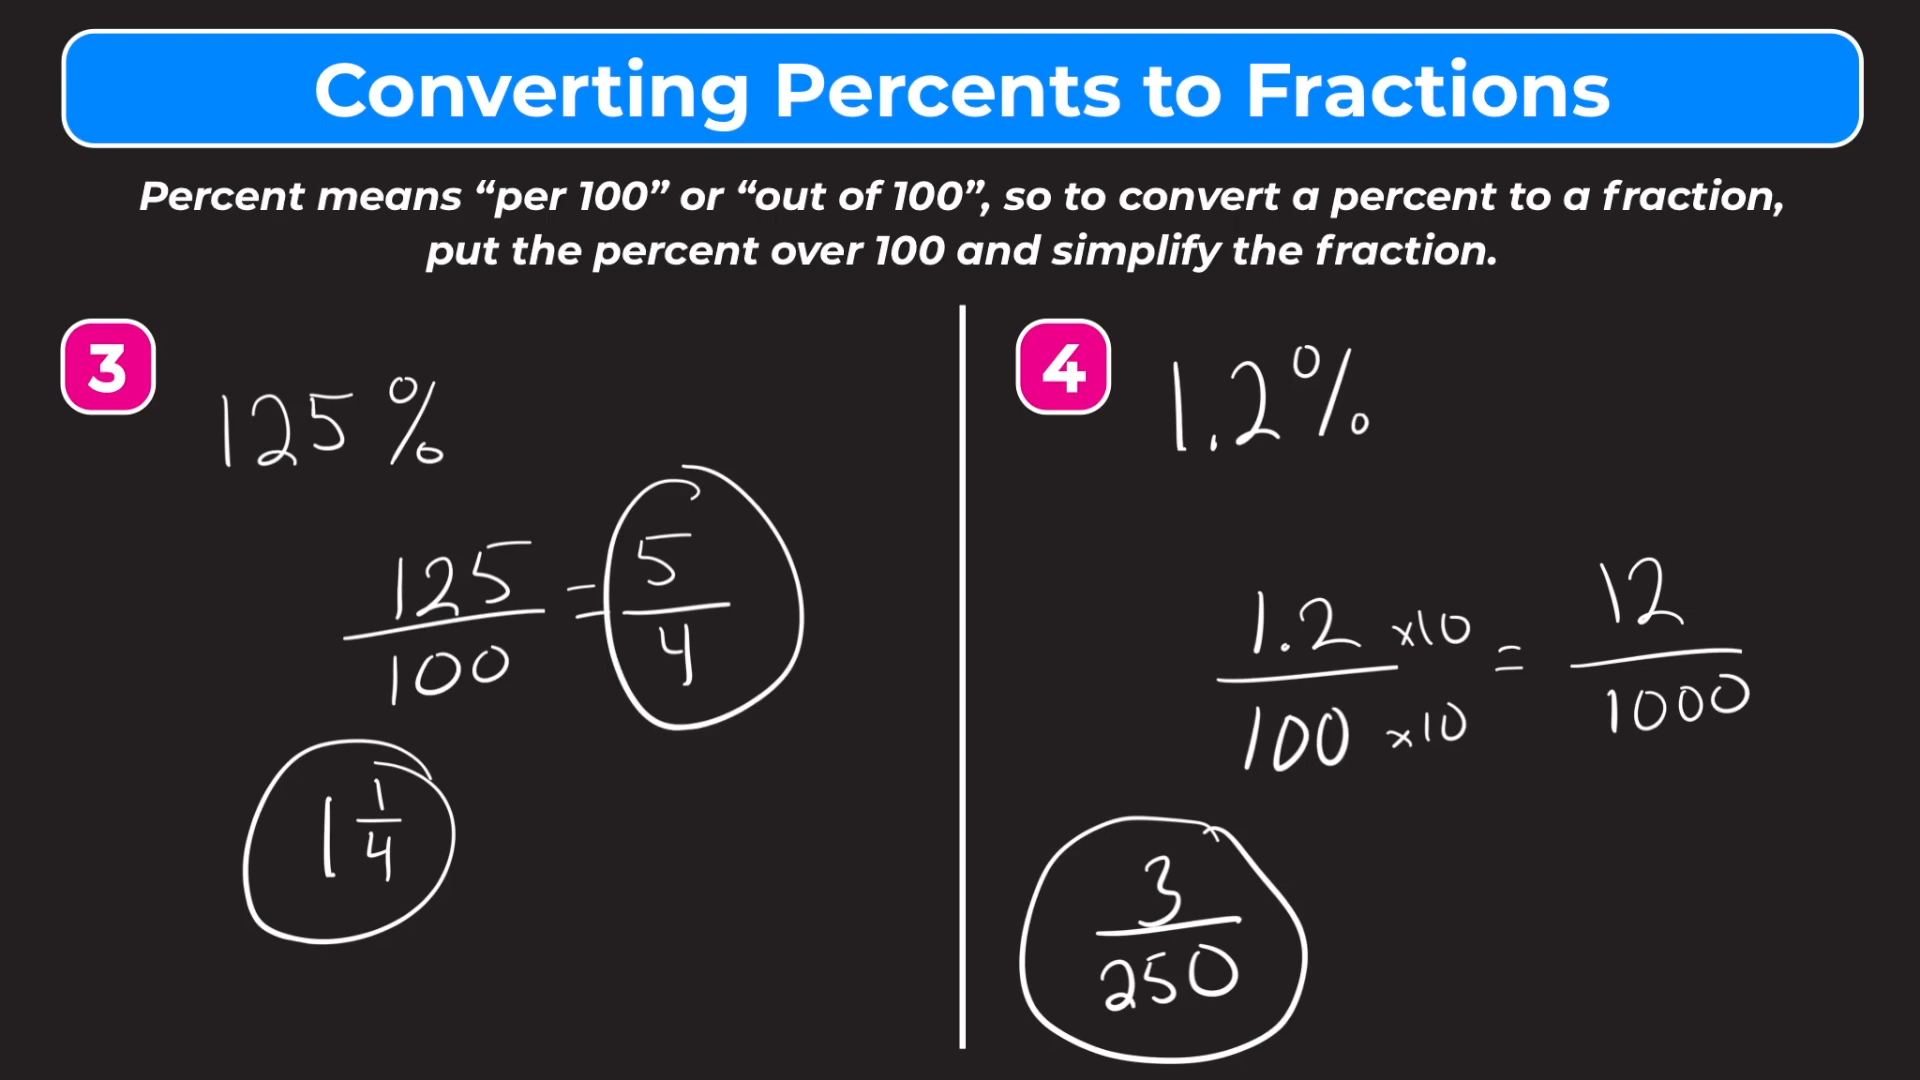 Converting Percents to Fractions
Percent means “per 100” or “out of 100”, so to convert a percent to a fraction,
put the percent over 100 and simplify the fraction.
3
125%
125/100 = 5/4
1 1/4
4
1.2%
1.2 x10 / 100 x10 = 12/1000
3/250